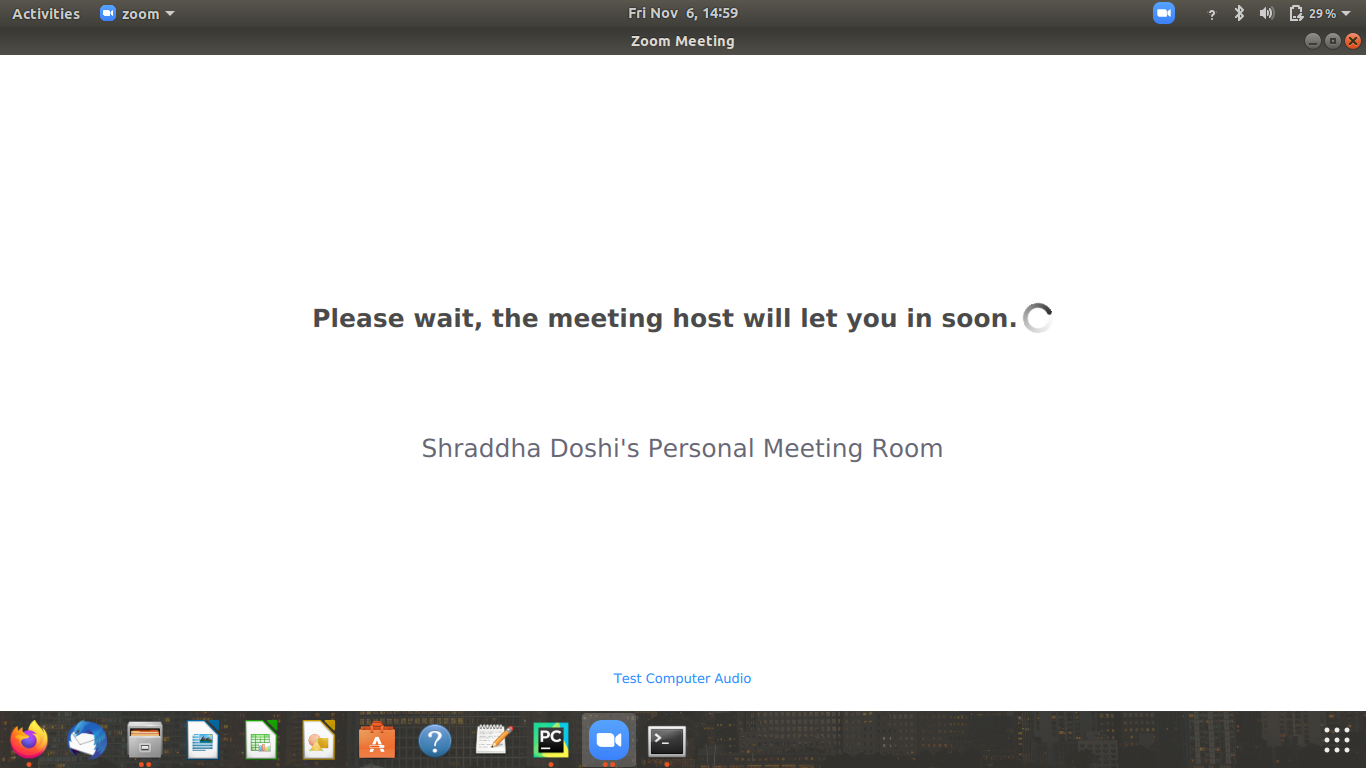 Activities zoom Fri Nov 6, 14:59 ? 29%
Zoom Meeting
Please wait, the meeting host will let you in soon.
Shraddha Doshi's Personal Meeting Room
Test Computer Audio
A ? PC >_